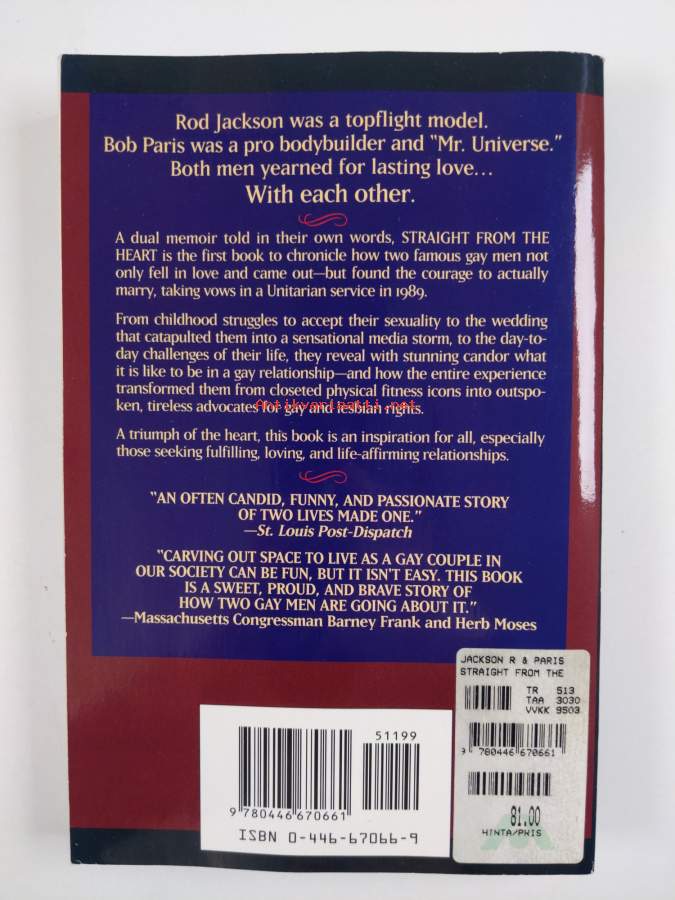 Rod Jackson was a topflight model.
Bob Paris was a pro bodybuilder and "Mr. Universe."
Both men yearned for lasting love...
With each other.
A dual memoir told in their own words, STRAIGHT FROM THE
HEART is the first book to chronicle how two famous gay men not
only fell in love and came out—but found the courage to actually
marry, taking vows in a Unitarian service in 1989.
From childhood struggles to accept their sexuality to the wedding
that catapulted them into a sensational media storm, to the day-to-
day challenges of their life, they reveal with stunning candor what
it is like to be in a gay relationship—and how the entire experience
transformed them from closeted physical fitness icons into outspo-
ken, tireless advocates for gay and lesbian rights.
Antikvariaatti.net
A triumph of the heart, this book is an inspiration for all, especially
those seeking fulfilling, loving, and life-affirming relationships.
"AN OFTEN CANDID, FUNNY, AND PASSIONATE STORY
OF TWO LIVES MADE ONE."
—St. Louis Post-Dispatch
"CARVING OUT SPACE TO LIVE AS A GAY COUPLE IN
OUR SOCIETY CAN BE FUN, BUT IT ISN'T EASY. THIS BOOK
IS A SWEET, PROUD, AND BRAVE STORY OF
HOW TWO GAY MEN ARE GOING ABOUT IT."
—Massachusetts Congressman Barney Frank and Herb Moses
51199
9 780446 670661
ISBN 0-446-67066-9
JACKSON R & PARIS
STRAIGHT FROM THE
TR 513
TAA 3030
VVKK 9503
9 780446 670661
81.00
HINTA/PRIS